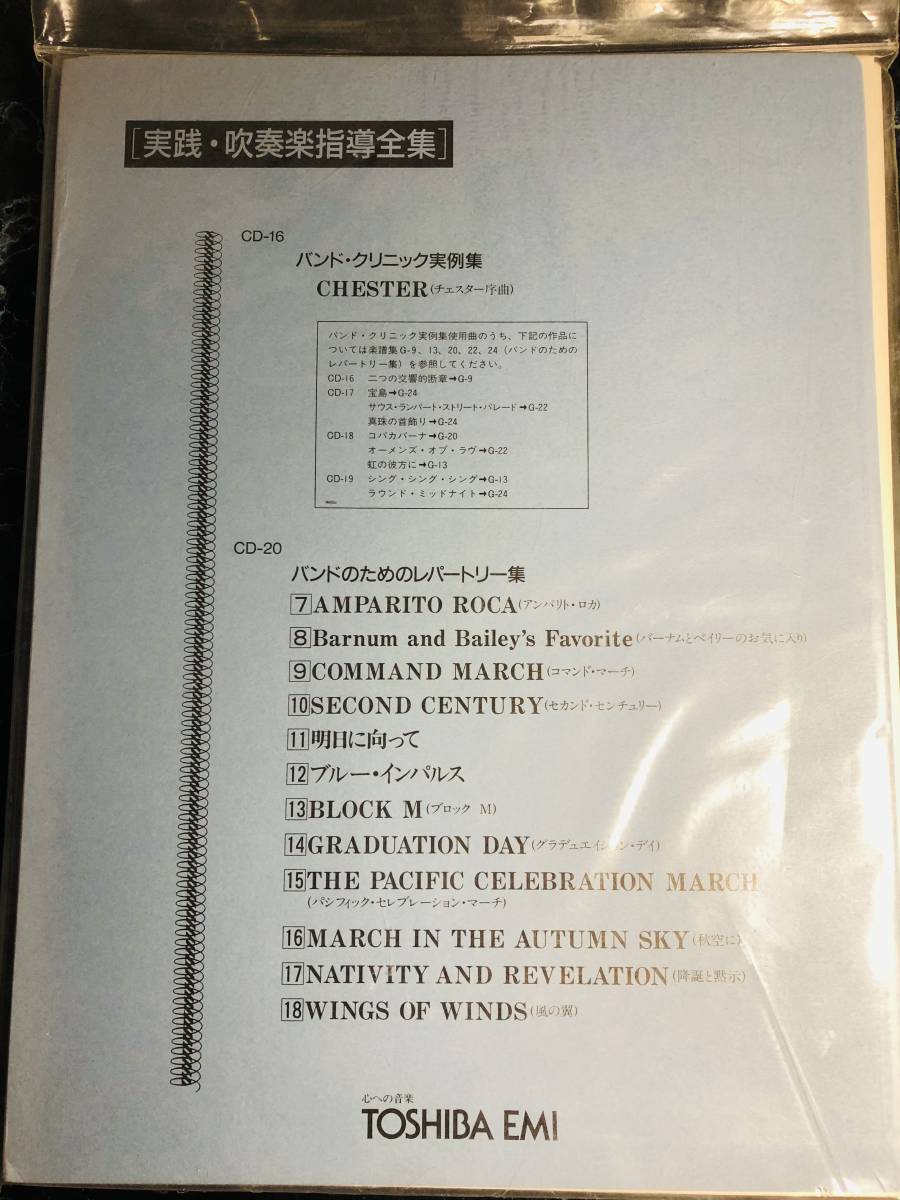 [実践・吹奏楽指導全集]
CD-16
バンド・クリニック実例集
CHESTER(チェスター序曲)
バンド・クリニック実例集使用曲のうち、下記の作品に
ついては楽譜集G-9、13、20、22、24(バンドのための
レパートリー集)を参照してください。
CD-16 二つの交響的断章→G-9
CD-17 宝島→G-24
サウス・ランパート・ストリート・パレード→G-22
真珠の首飾り→G-24
CD-18 コパカバーナ→G-20
オーメンズ・オブ・ラヴ→G-22
虹の彼方に→G-13
CD-19 シング・シング・シング→G-13
ラウンド・ミッドナイト→G-24
CD-20
バンドのためのレパートリー集
7 AMPARITO ROCA(アンパリト・ロカ)
8 Barnum and Bailey's Favorite(バーナムとベイリーのお気に入り)
9 COMMAND MARCH(コマンド・マーチ)
10 SECOND CENTURY(セカンド・センチュリー)
11 明日に向って
12 ブルー・インパルス
13 BLOCK M(ブロック M)
14 GRADUATION DAY(グラデュエイション・デイ)
15 THE PACIFIC CELEBRATION MARCH
(パシフィック・セレブレーション・マーチ)
16 MARCH IN THE AUTUMN SKY(秋空に)
17 NATIVITY AND REVELATION(降誕と黙示)
18 WINGS OF WINDS(風の翼)
心への音楽
TOSHIBA EMI